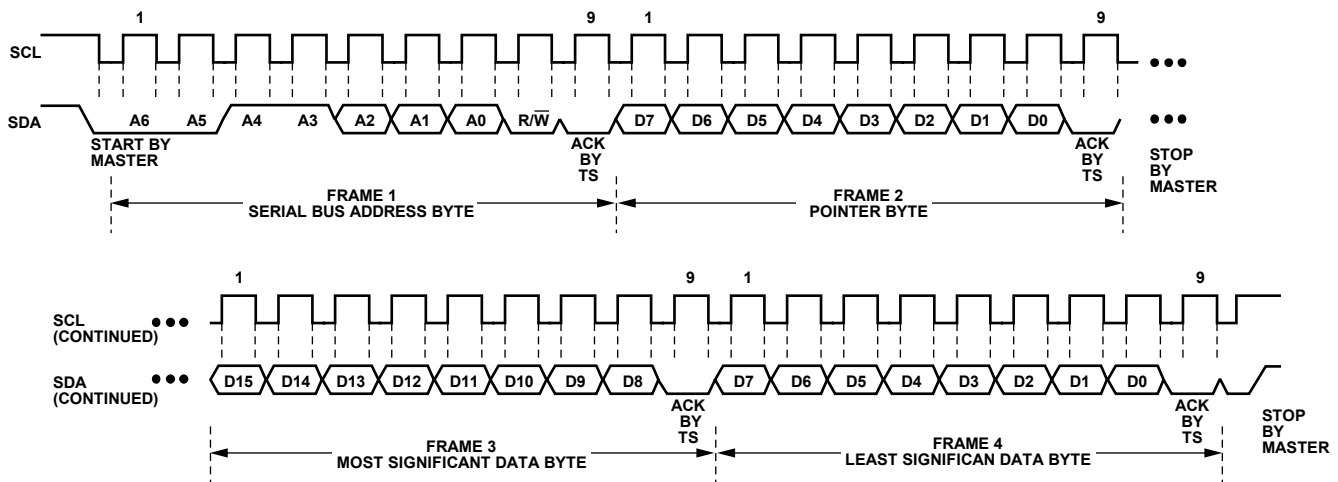 1 9 1 9
SCL
SDA A6 A5 A4 A3 A2 A1 A0 R/W̅ D7 D6 D5 D4 D3 D2 D1 D0
START BY
MASTER
ACK
BY
TS
ACK
BY
TS
STOP
BY
MASTER
FRAME 1
SERIAL BUS ADDRESS BYTE
FRAME 2
POINTER BYTE
1 9 1 9
SCL
(CONTINUED)
SDA
(CONTINUED)
D15 D14 D13 D12 D11 D10 D9 D8 D7 D6 D5 D4 D3 D2 D1 D0
ACK
BY
TS
ACK
BY
TS
STOP
BY
MASTER
FRAME 3
MOST SIGNIFICANT DATA BYTE
FRAME 4
LEAST SIGNIFICAN DATA BYTE